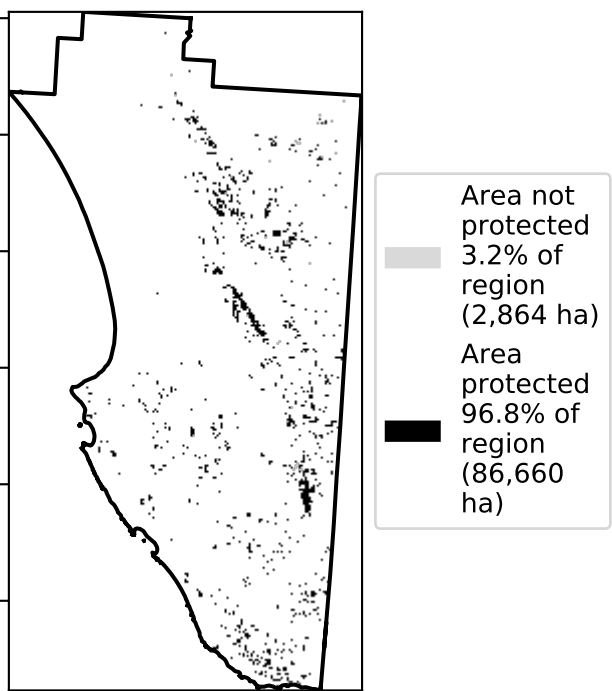 Area not
protected
3.2% of
region
(2,864 ha)
Area
protected
96.8% of
region
(86,660
ha)